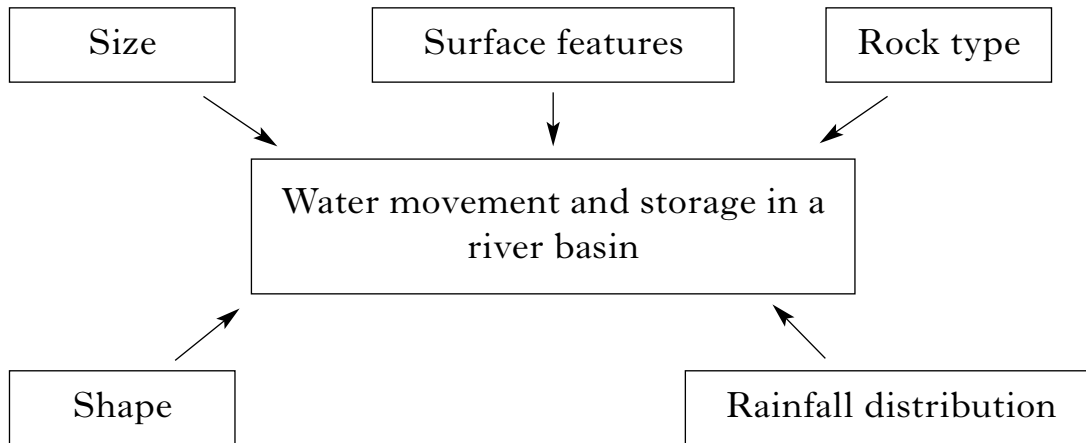 Size
Surface features
Rock type
Water movement and storage in a
river basin
Shape
Rainfall distribution